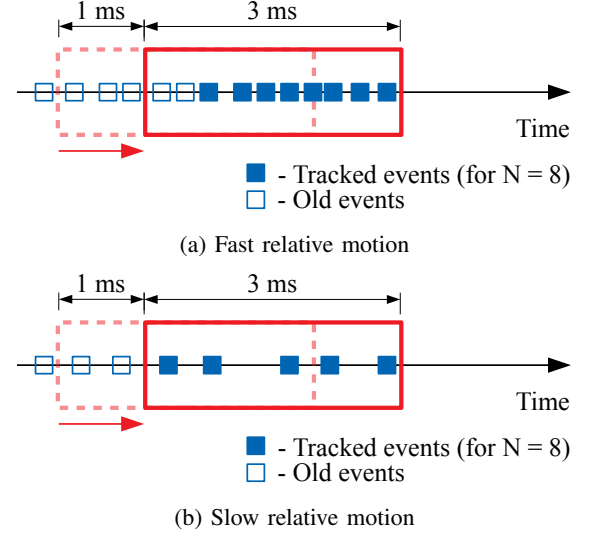 1 ms 3 ms
Time
- Tracked events (for N = 8)
- Old events
(a) Fast relative motion
1 ms 3 ms
Time
- Tracked events (for N = 8)
- Old events
(b) Slow relative motion